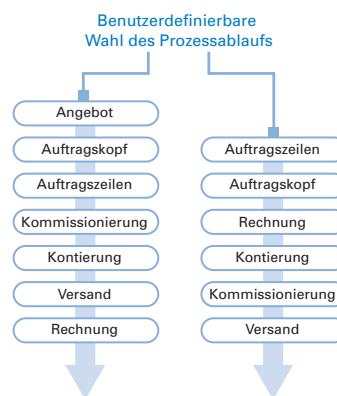 Benutzerdefinierbare
Wahl des Prozessablaufs
Angebot
Auftragskopf
Auftragszeilen
Kommissionierung
Kontierung
Versand
Rechnung
Auftragszeilen
Auftragskopf
Rechnung
Kontierung
Kommissionierung
Versand